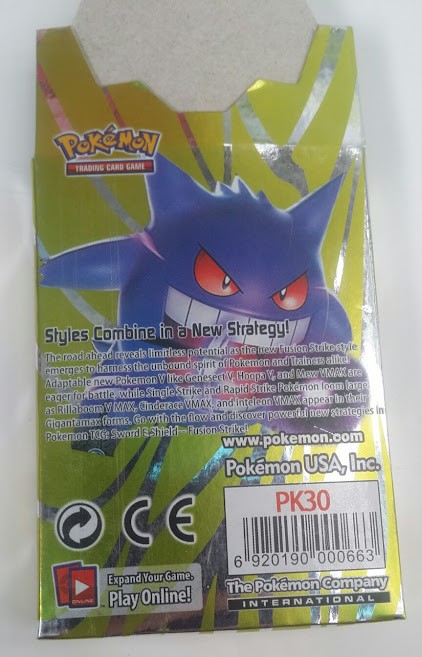 POKéMON
TRADING CARD GAME
Styles Combine in a New Strategy!
The road ahead reveals limitless potential as the new Fusion Strike style
emerges to harness the unbound spirit of Pokemon and Trainers alike
Adaptable new Pokemon V like Genesect V, Hoopa V, and Mew VMAX are
eager for battle, while Single Strike and Rapid Strike Pokémon loom large
as Rillaboom V MAX, Cinderace VMAX, and Inteleon VMAX appear in their
Gigantamax forms. Go with the flow and discover powerful new strategies in
Pokemon TCG: Sword & Shield - Fusion Strike!
www.pokemon.com
Pokémon USA, Inc.
PK30
6 920190 000663
CE
ONLINE
Expand Your Game.
Play Online!
The Pokémon Company
INTERNATIONAL